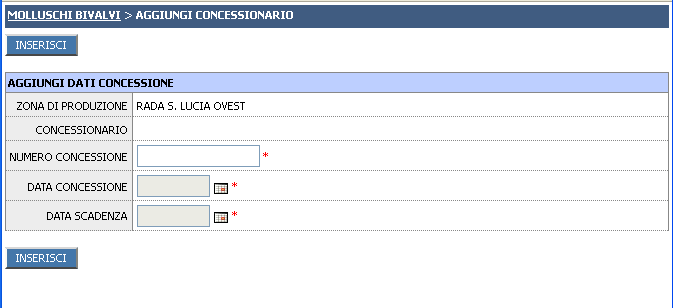 MOLLUSCHI BIVALVI > AGGIUNGI CONCESSIONARIO
INSERISCI
AGGIUNGI DATI CONCESSIONE
ZONA DI PRODUZIONE RADA S. LUCIA OVEST
CONCESSIONARIO
NUMERO CONCESSIONE *
DATA CONCESSIONE *
DATA SCADENZA *
INSERISCI